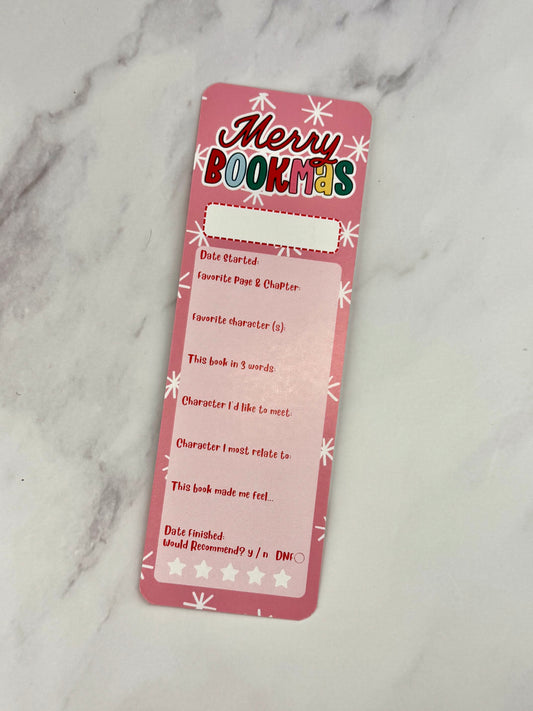 Merry
BOOKMAS
Date Started:
Favorite Page & Chapter:
Favorite Character (s):
This book in 3 words:
Character I'd like to meet:
Character I most relate to:
This book made me feel...
Date Finished:
Would Recommend? y / n DNF